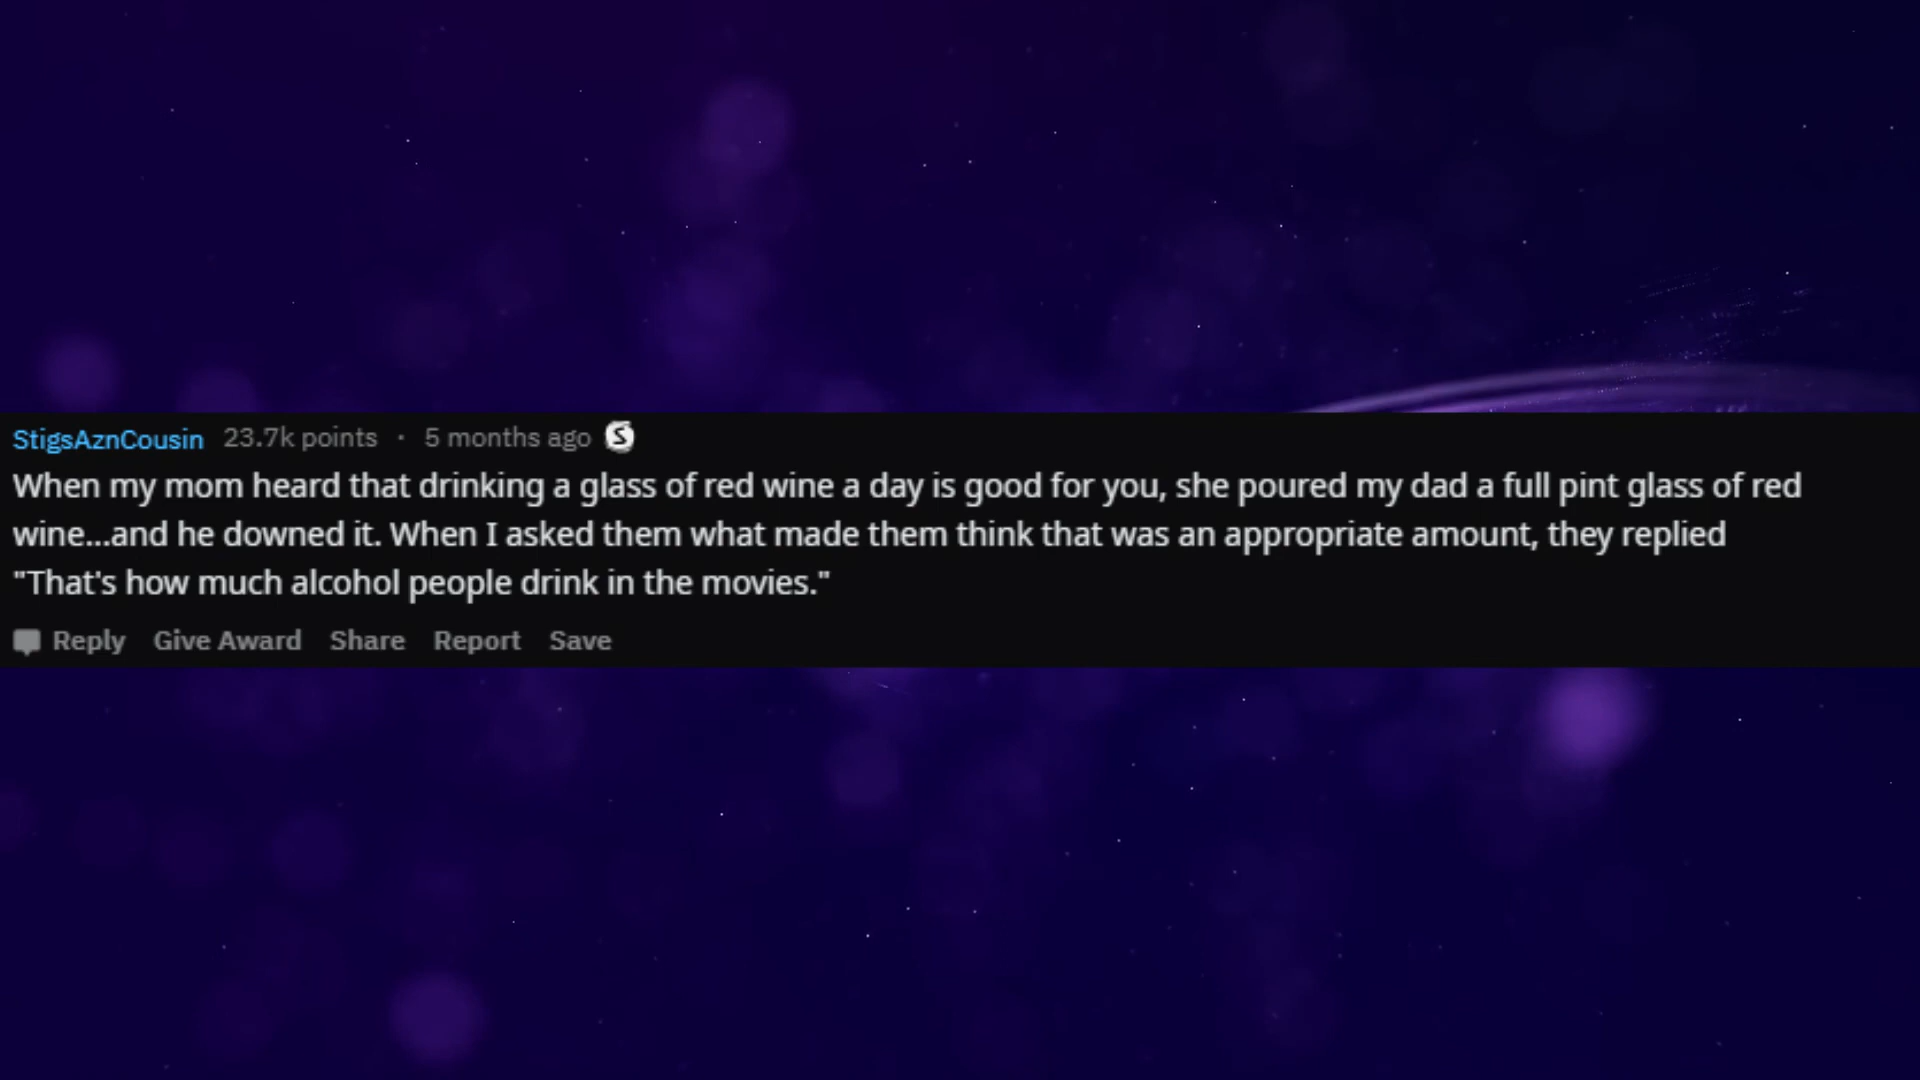 StigsAznCousin 23.7k points · 5 months ago S
When my mom heard that drinking a glass of red wine a day is good for you, she poured my dad a full pint glass of red
wine...and he downed it. When I asked them what made them think that was an appropriate amount, they replied
"That's how much alcohol people drink in the movies."
Reply Give Award Share Report Save